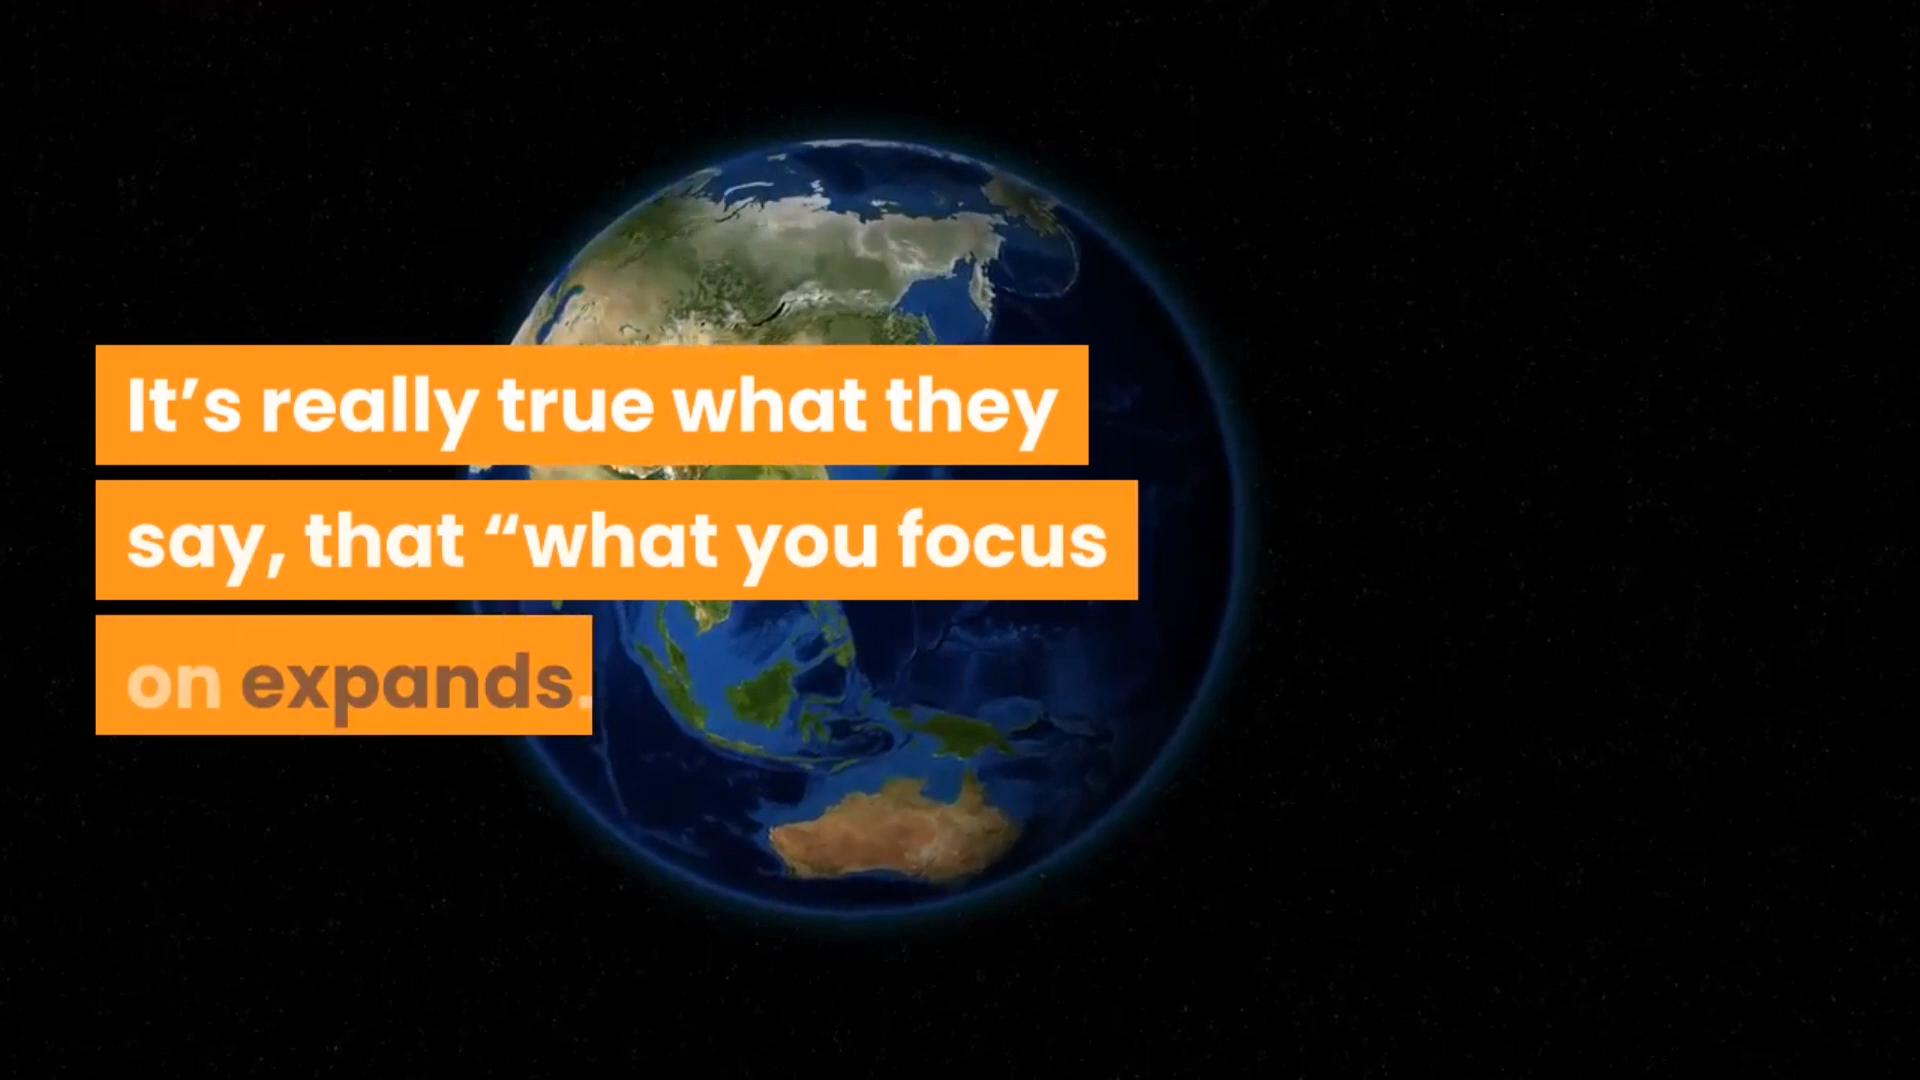 It’s really true what they
say, that “what you focus
on expands.